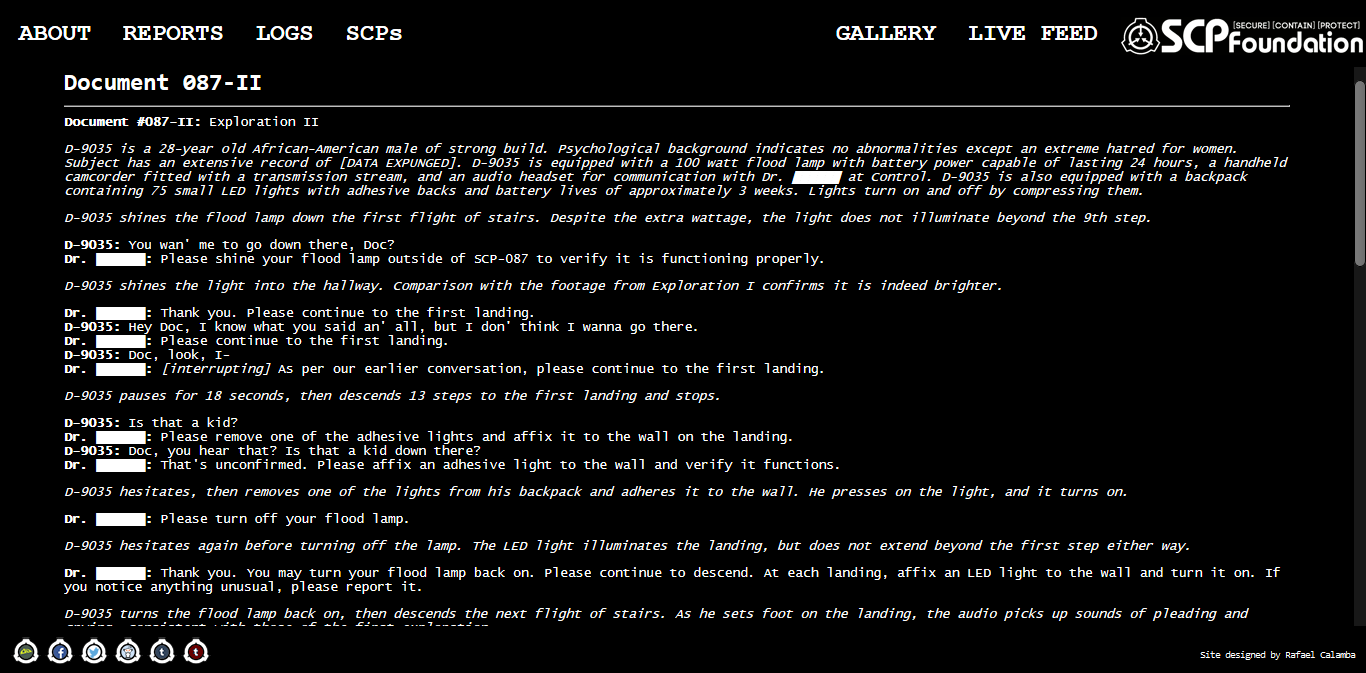 ABOUT REPORTS LOGS SCPs GALLERY LIVE FEED SCP Foundation [SECURE] [CONTAIN] [PROTECT]
Document 087-II
Document #087-II: Exploration II
D-9035 is a 28-year old African-American male of strong build. Psychological background indicates no abnormalities except an extreme hatred for women.
Subject has an extensive record of [DATA EXPUNGED]. D-9035 is equipped with a 100 watt flood lamp with battery power capable of lasting 24 hours, a handheld
camcorder fitted with a transmission stream, and an audio headset for communication with Dr. ██████ at Control. D-9035 is also equipped with a backpack
containing 75 small LED lights with adhesive backs and battery lives of approximately 3 weeks. Lights turn on and off by compressing them.
D-9035 shines the flood lamp down the first flight of stairs. Despite the extra wattage, the light does not illuminate beyond the 9th step.
D-9035: You wan' me to go down there, Doc?
Dr. ██████: Please shine your flood lamp outside of SCP-087 to verify it is functioning properly.
D-9035 shines the light into the hallway. Comparison with the footage from Exploration I confirms it is indeed brighter.
Dr. ██████: Thank you. Please continue to the first landing.
D-9035: Hey Doc, I know what you said an' all, but I don' think I wanna go there.
Dr. ██████: Please continue to the first landing.
D-9035: Doc, look, I-
Dr. ██████: [interrupting] As per our earlier conversation, please continue to the first landing.
D-9035 pauses for 18 seconds, then descends 13 steps to the first landing and stops.
D-9035: Is that a kid?
Dr. ██████: Please remove one of the adhesive lights and affix it to the wall on the landing.
D-9035: Doc, you hear that? Is that a kid down there?
Dr. ██████: That's unconfirmed. Please affix an adhesive light to the wall and verify it functions.
D-9035 hesitates, then removes one of the lights from his backpack and adheres it to the wall. He presses on the light, and it turns on.
Dr. ██████: Please turn off your flood lamp.
D-9035 hesitates again before turning off the lamp. The LED light illuminates the landing, but does not extend beyond the first step either way.
Dr. ██████: Thank you. You may turn your flood lamp back on. Please continue to descend. At each landing, affix an LED light to the wall and turn it on. If
you notice anything unusual, please report it.
D-9035 turns the flood lamp back on, then descends the next flight of stairs. As he sets foot on the landing, the audio picks up sounds of pleading and
Site designed by Rafael Calamba